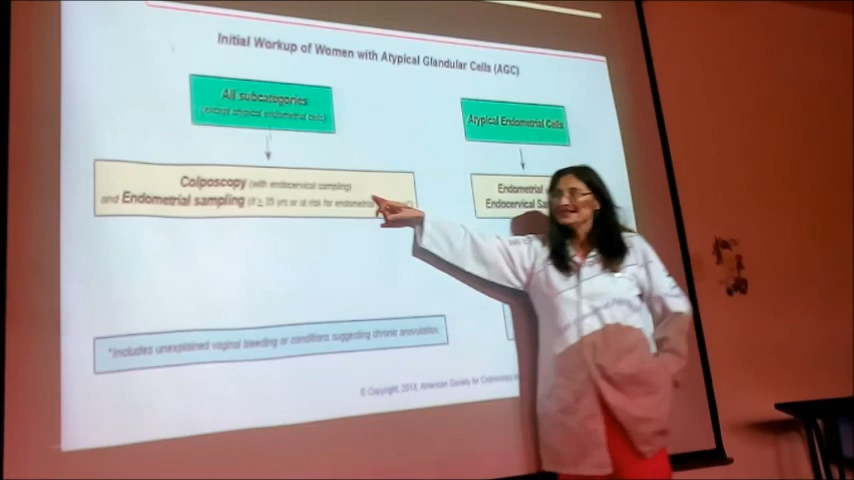 Initial Workup of Women with Atypical Glandular Cells (AGC)
All subcategories
(except atypical endometrial cells)
Atypical Endometrial Cells
Colposcopy (with endocervical sampling)
and Endometrial sampling (if ≥ 35 yrs or at risk for endometrial
Endometrial
Endocervical
*Includes unexplained vaginal bleeding or conditions suggesting chronic anovulation.
© Copyright, 2013, American Society for Colposcopy